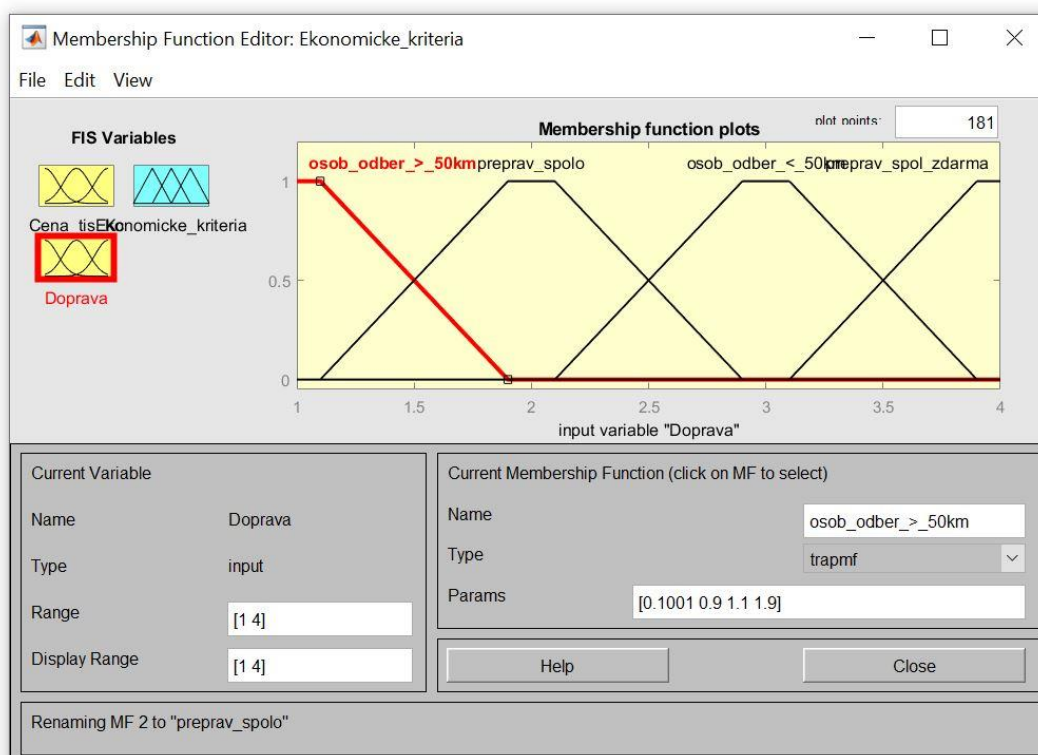 Membership Function Editor: Ekonomicke_kriteria
File Edit View
FIS Variables
Ekonomicke_kriteria
Doprava
Membership function plots
plot points: 181
osob_odber_>_50km preprav_spolo osob_odber_<_50km preprav_spol_zdarma
1
0.5
0
1 1.5 2 2.5 3 3.5 4
input variable "Doprava"
Current Variable
Name Doprava
Type input
Range [1 4]
Display Range [1 4]
Current Membership Function (click on MF to select)
Name osob_odber_>_50km
Type trapmf
Params [0.1001 0.9 1.1 1.9]
Help Close
Renaming MF 2 to "preprav_spolo"